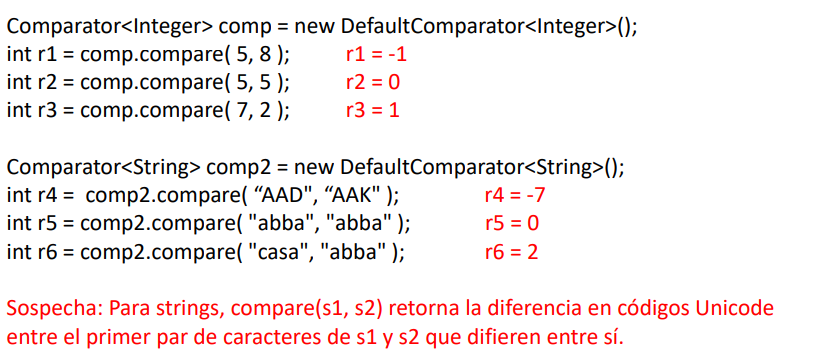 Comparator<Integer> comp = new DefaultComparator<Integer>();
int r1 = comp.compare( 5, 8 ); r1 = -1
int r2 = comp.compare( 5, 5 ); r2 = 0
int r3 = comp.compare( 7, 2 ); r3 = 1
Comparator<String> comp2 = new DefaultComparator<String>();
int r4 = comp2.compare( “AAD", “AAK" ); r4 = -7
int r5 = comp2.compare( "abba", "abba" ); r5 = 0
int r6 = comp2.compare( "casa", "abba" ); r6 = 2
Sospecha: Para strings, compare(s1, s2) retorna la diferencia en códigos Unicode
entre el primer par de caracteres de s1 y s2 que difieren entre sí.